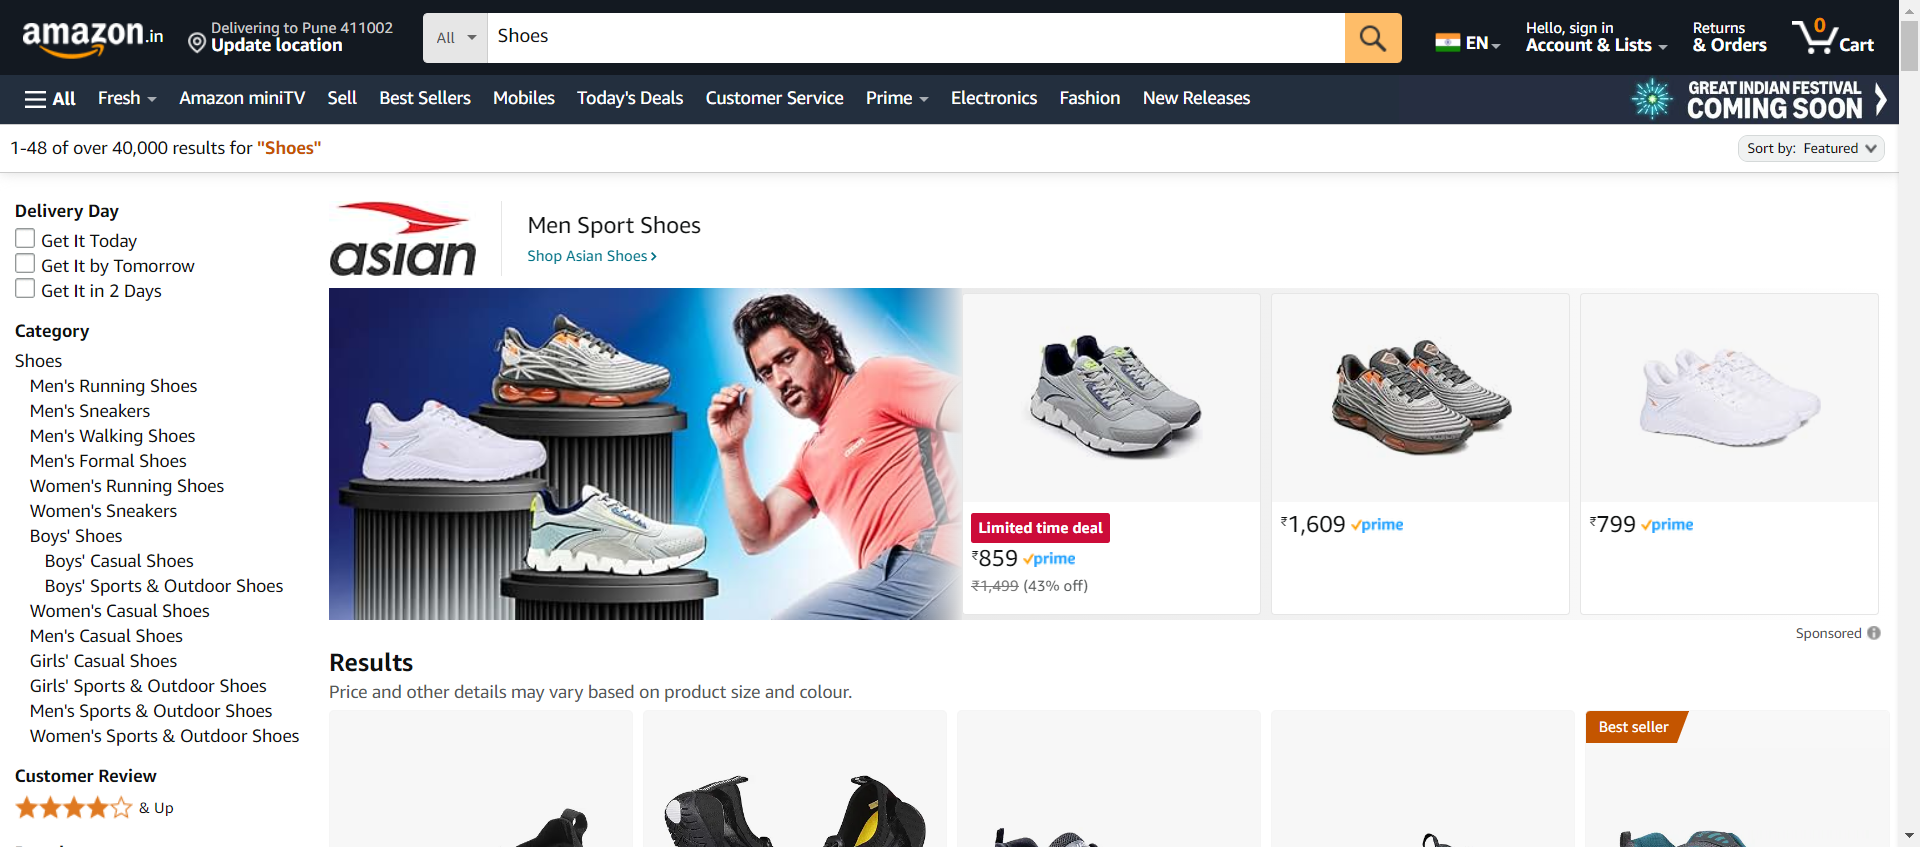 amazon.in
Delivering to Pune 411002
Update location
All
Shoes
EN
Hello, sign in
Account & Lists
Returns
& Orders
0
Cart
All
Fresh
Amazon miniTV
Sell
Best Sellers
Mobiles
Today's Deals
Customer Service
Prime
Electronics
Fashion
New Releases
GREAT INDIAN FESTIVAL
COMING SOON
1-48 of over 40,000 results for "Shoes"
Sort by: Featured
Delivery Day
Get It Today
Get It by Tomorrow
Get It in 2 Days
Category
Shoes
Men's Running Shoes
Men's Sneakers
Men's Walking Shoes
Men's Formal Shoes
Women's Running Shoes
Women's Sneakers
Boys' Shoes
Boys' Casual Shoes
Boys' Sports & Outdoor Shoes
Women's Casual Shoes
Men's Casual Shoes
Girls' Casual Shoes
Girls' Sports & Outdoor Shoes
Men's Sports & Outdoor Shoes
Women's Sports & Outdoor Shoes
Customer Review
& Up
asian
Men Sport Shoes
Shop Asian Shoes ›
Limited time deal
₹859 prime
₹1,499 (43% off)
₹1,609 prime
₹799 prime
Sponsored
Results
Price and other details may vary based on product size and colour.
Best seller